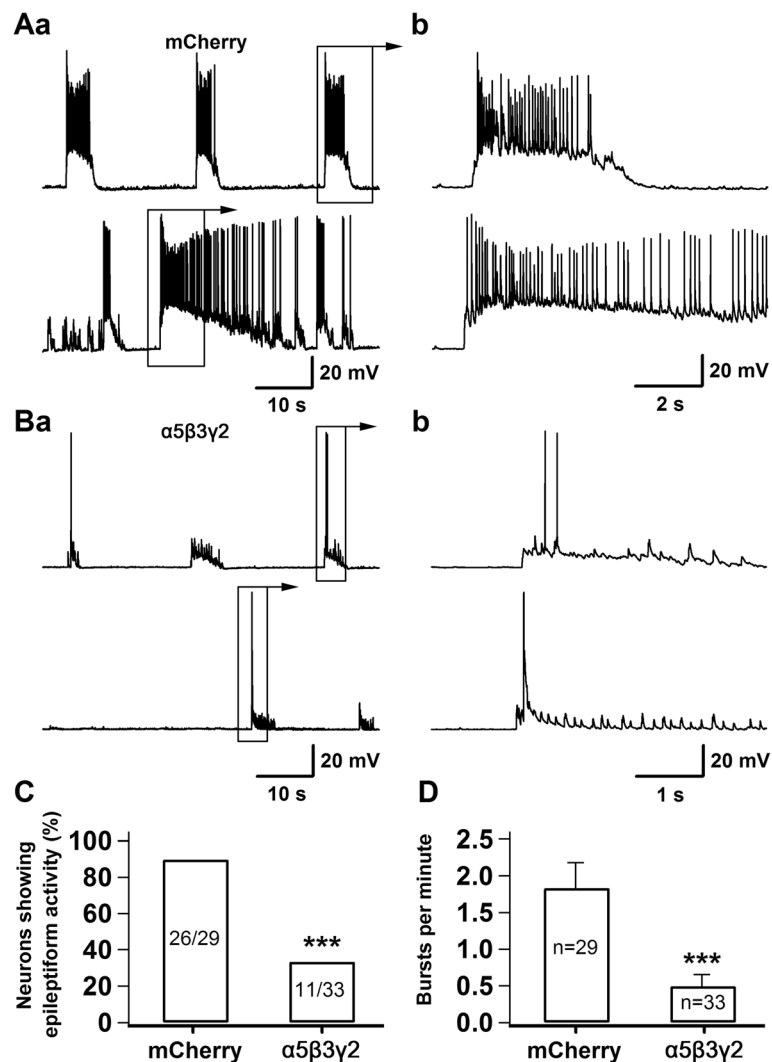 Aa
mCherry
b
20 mV
10 s
20 mV
2 s
Ba
α5β3γ2
b
20 mV
10 s
20 mV
1 s
C
Neurons showing
epileptiform activity (%)
100
80
60
40
20
0
26/29
***
11/33
mCherry
α5β3γ2
D
Bursts per minute
2.5
2.0
1.5
1.0
0.5
0.0
n=29
***
n=33
mCherry
α5β3γ2